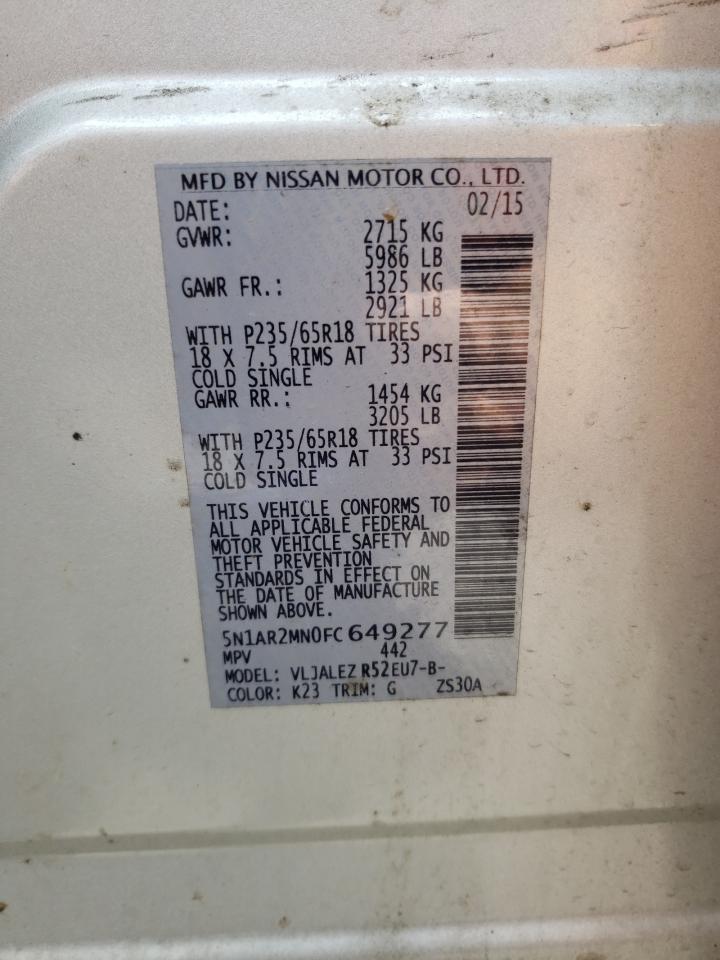 MFD BY NISSAN MOTOR CO., LTD.
DATE: 02/15
GVWR: 2715 KG
5986 LB
GAWR FR.: 1325 KG
2921 LB
WITH P235/65R18 TIRES
18 X 7.5 RIMS AT 33 PSI
COLD SINGLE
GAWR RR.: 1454 KG
3205 LB
WITH P235/65R18 TIRES
18 X 7.5 RIMS AT 33 PSI
COLD SINGLE
THIS VEHICLE CONFORMS TO
ALL APPLICABLE FEDERAL
MOTOR VEHICLE SAFETY AND
THEFT PREVENTION
STANDARDS IN EFFECT ON
THE DATE OF MANUFACTURE
SHOWN ABOVE.
5N1AR2MN0FC649277
MPV 442
MODEL: VLJALEZ R52EU7-B-
COLOR: K23 TRIM: G ZS30A